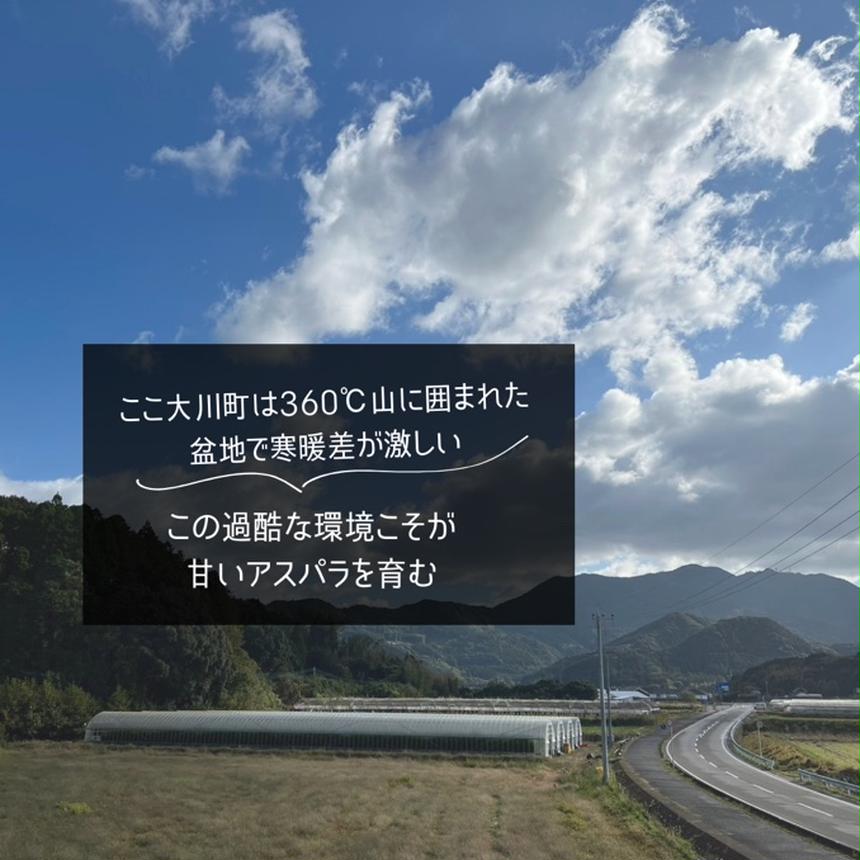 ここ大川町は360℃山に囲まれた
盆地で寒暖差が激しい
この過酷な環境こそが
甘いアスパラを育む